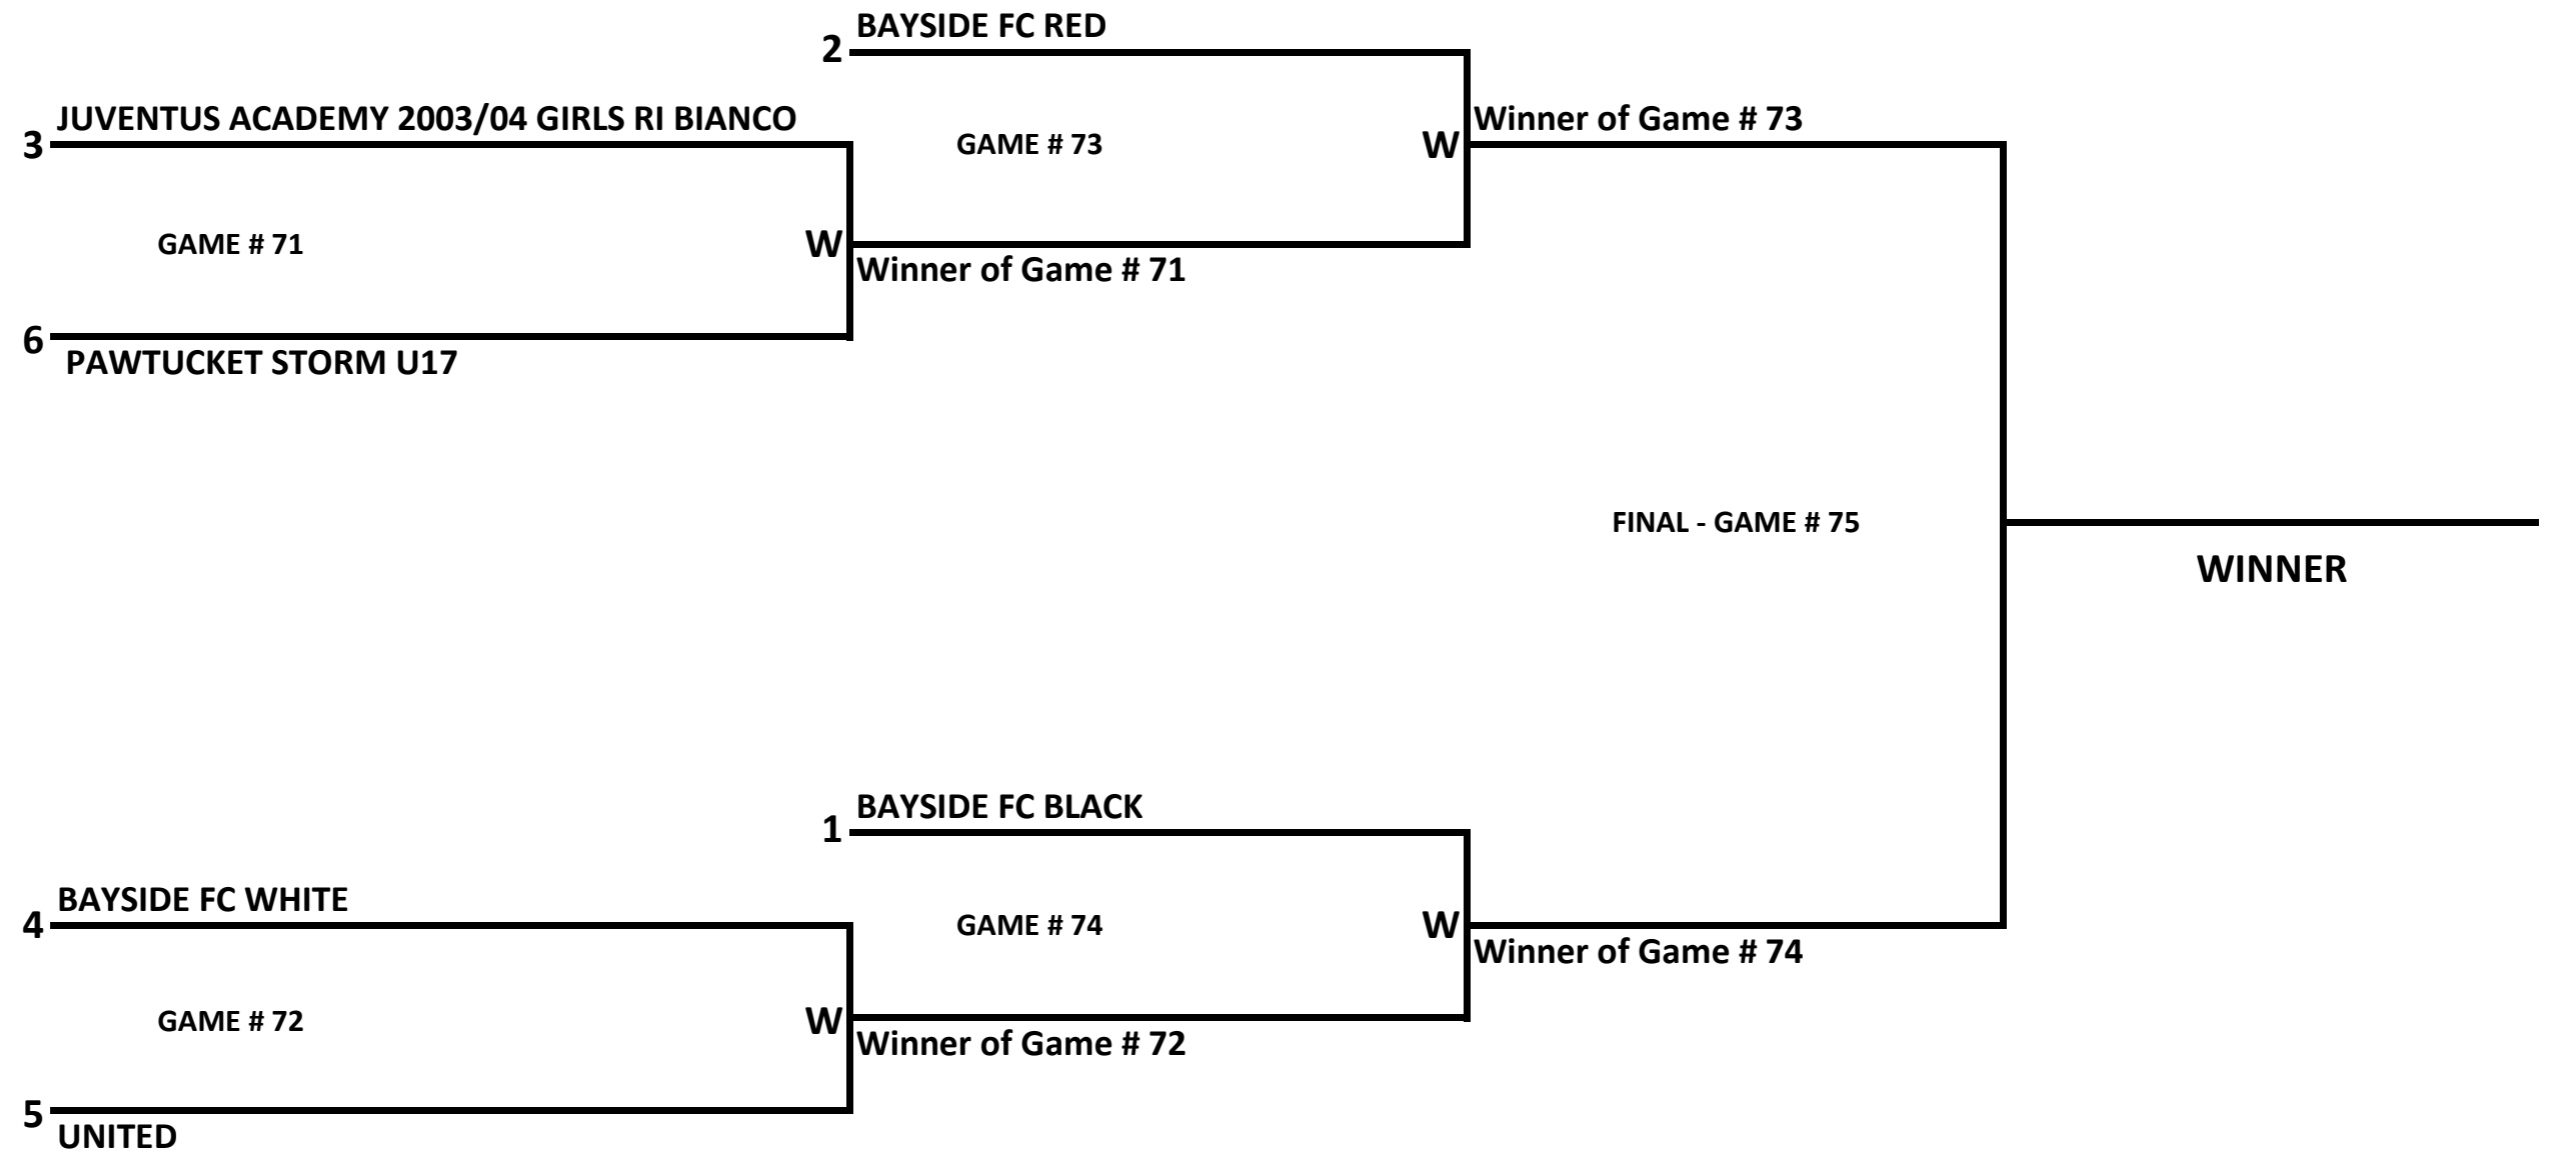 BAYSIDE FC RED
2
JUVENTUS ACADEMY 2003/04 GIRLS RI BIANCO
Winner of Game # 73
3
GAME # 73
W
GAME # 71
W
Winner of Game # 71
6
PAWTUCKET STORM U17
FINAL - GAME # 75
WINNER
BAYSIDE FC BLACK
1
BAYSIDE FC WHITE
4
GAME # 74
W
Winner of Game # 74
GAME # 72
W
Winner of Game # 72
5
UNITED